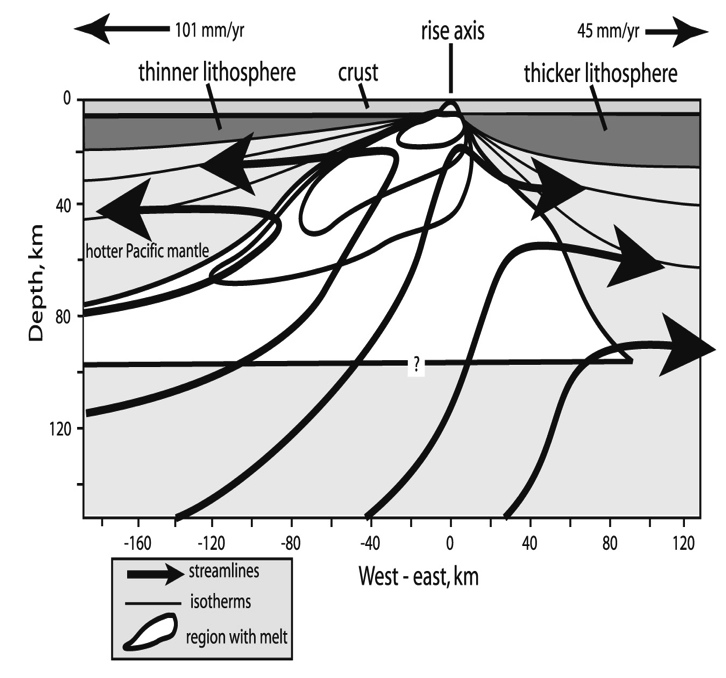 101 mm/yr
rise axis
45 mm/yr
thinner lithosphere
crust
thicker lithosphere
0
40
80
120
Depth, km
hotter Pacific mantle
?
-160
-120
-80
-40
0
40
80
120
West - east, km
streamlines
isotherms
region with melt